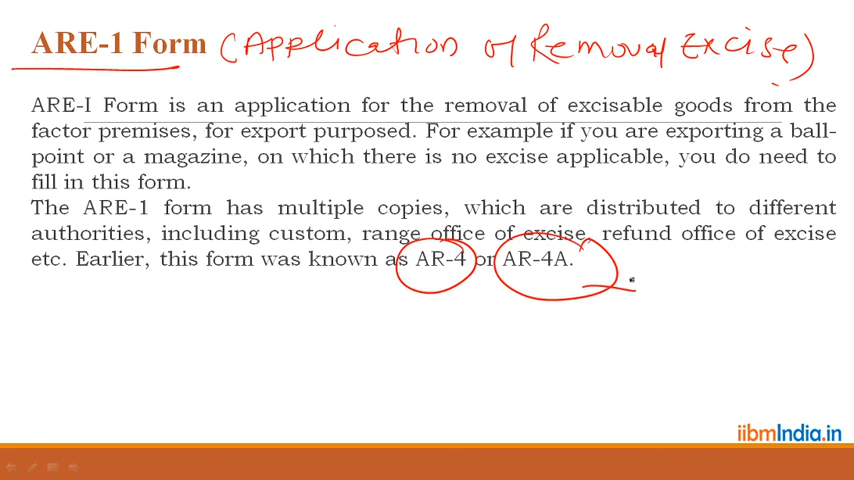 ARE-1 Form (Application of Removal Excise)
ARE-I Form is an application for the removal of excisable goods from the
factor premises, for export purposed. For example if you are exporting a ball-
point or a magazine, on which there is no excise applicable, you do need to
fill in this form.
The ARE-1 form has multiple copies, which are distributed to different
authorities, including custom, range office of excise, refund office of excise
etc. Earlier, this form was known as AR-4 or AR-4A.
iibmIndia.in